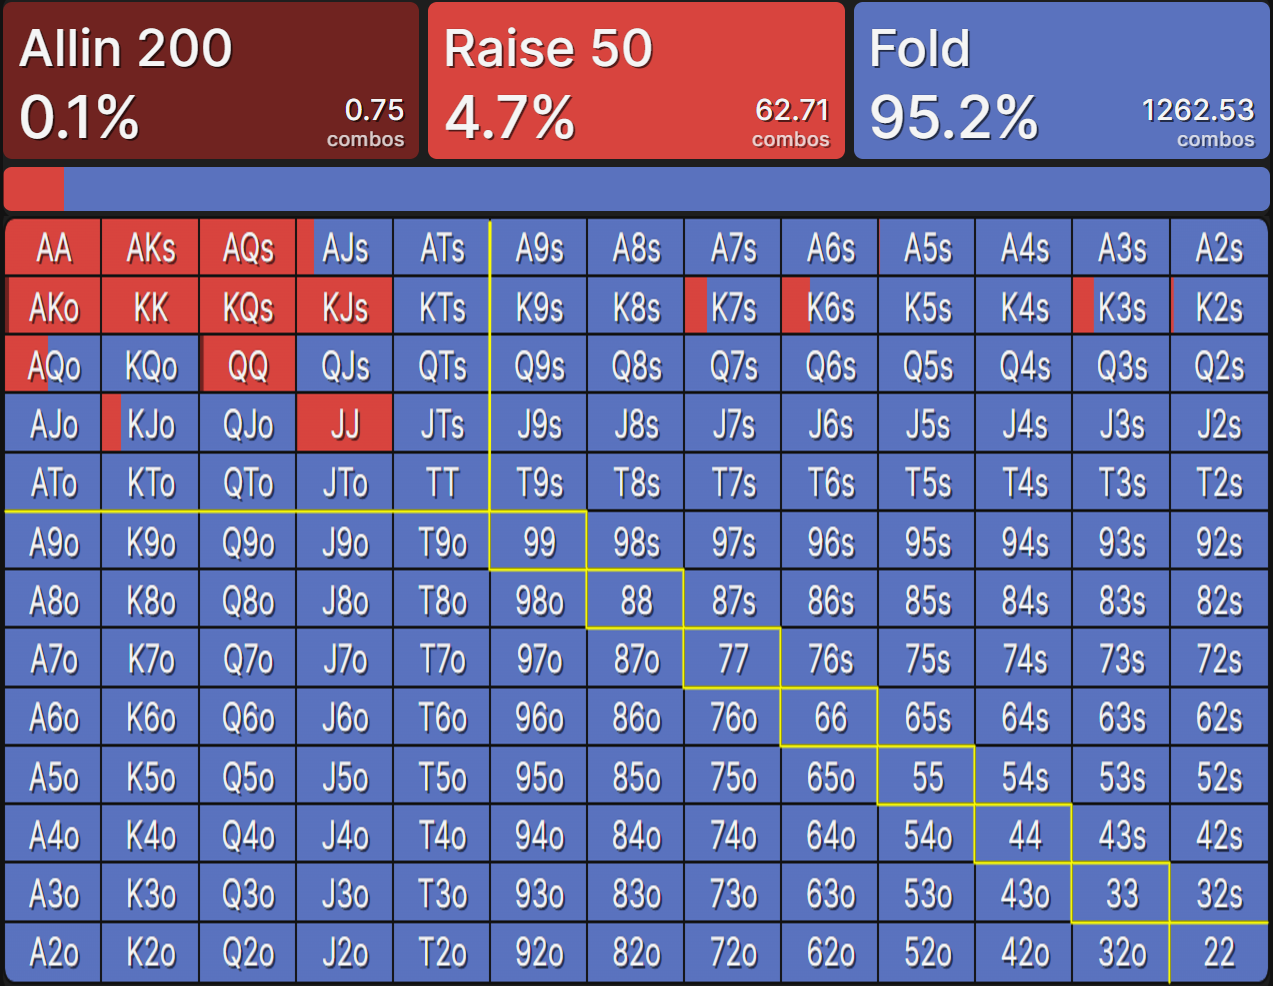 Allin 200 Raise 50 Fold
0.1% 0.75 combos 4.7% 62.71 combos 95.2% 1262.53 combos
AA AKs AQs AJs ATs A9s A8s A7s A6s A5s A4s A3s A2s
AKo KK KQs KJs KTs K9s K8s K7s K6s K5s K4s K3s K2s
AQo KQo QQ QJs QTs Q9s Q8s Q7s Q6s Q5s Q4s Q3s Q2s
AJo KJo QJo JJ JTs J9s J8s J7s J6s J5s J4s J3s J2s
ATo KTo QTo JTo TT T9s T8s T7s T6s T5s T4s T3s T2s
A9o K9o Q9o J9o T9o 99 98s 97s 96s 95s 94s 93s 92s
A8o K8o Q8o J8o T8o 98o 88 87s 86s 85s 84s 83s 82s
A7o K7o Q7o J7o T7o 97o 87o 77 76s 75s 74s 73s 72s
A6o K6o Q6o J6o T6o 96o 86o 76o 66 65s 64s 63s 62s
A5o K5o Q5o J5o T5o 95o 85o 75o 65o 55 54s 53s 52s
A4o K4o Q4o J4o T4o 94o 84o 74o 64o 54o 44 43s 42s
A3o K3o Q3o J3o T3o 93o 83o 73o 63o 53o 43o 33 32s
A2o K2o Q2o J2o T2o 92o 82o 72o 62o 52o 42o 32o 22